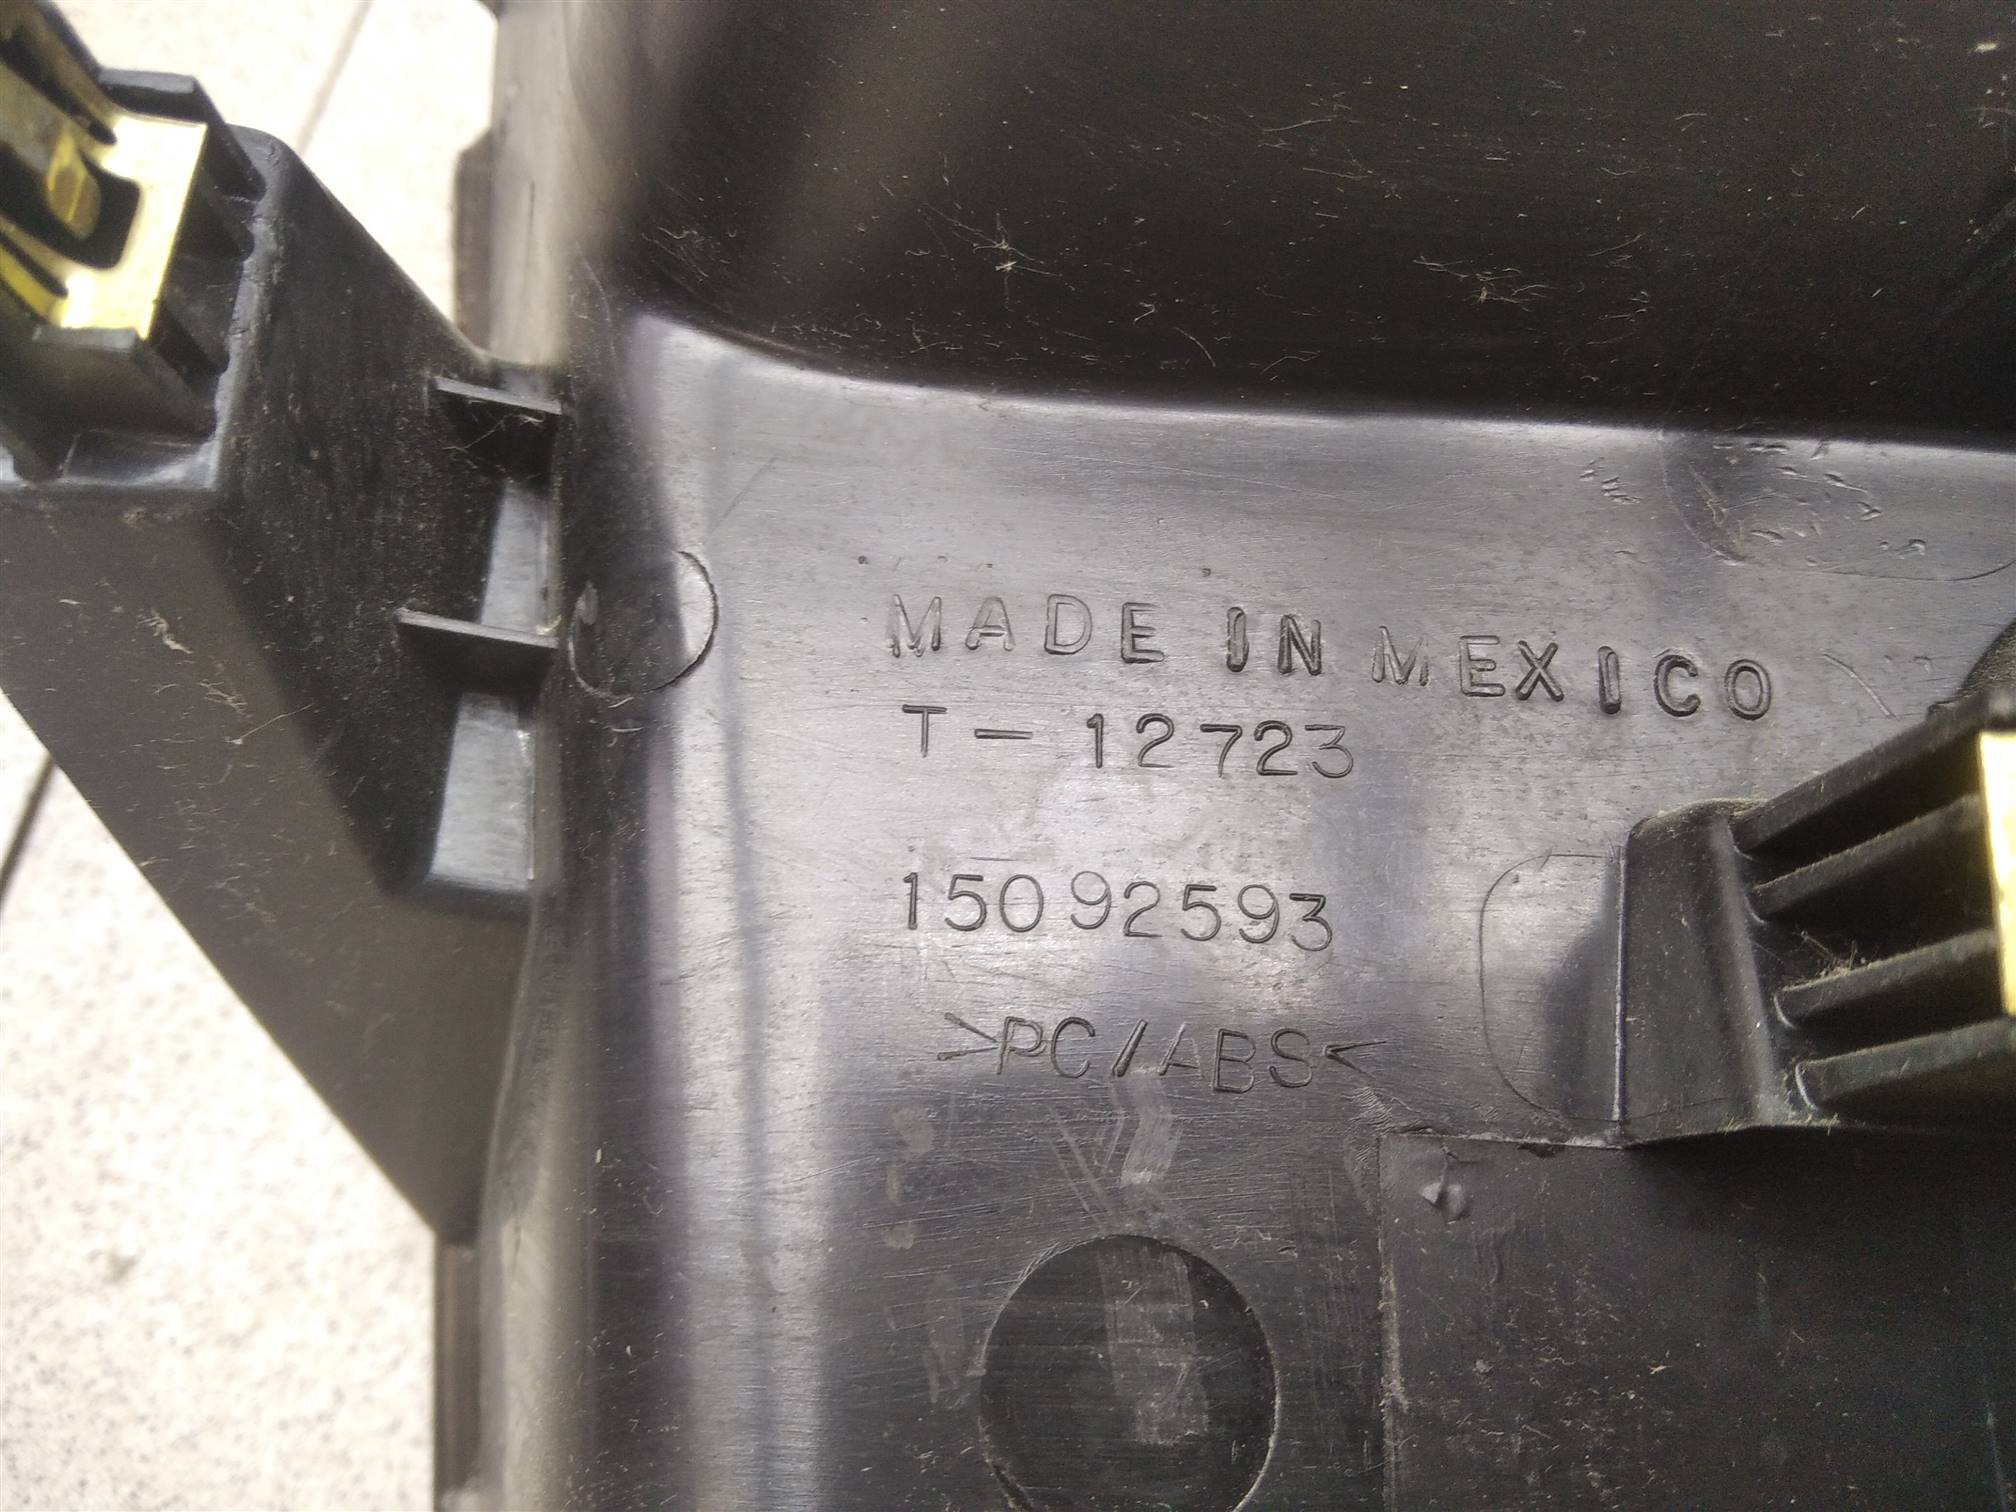 MADE IN MEXICO
T-12723
15092593
>PC/ABS<